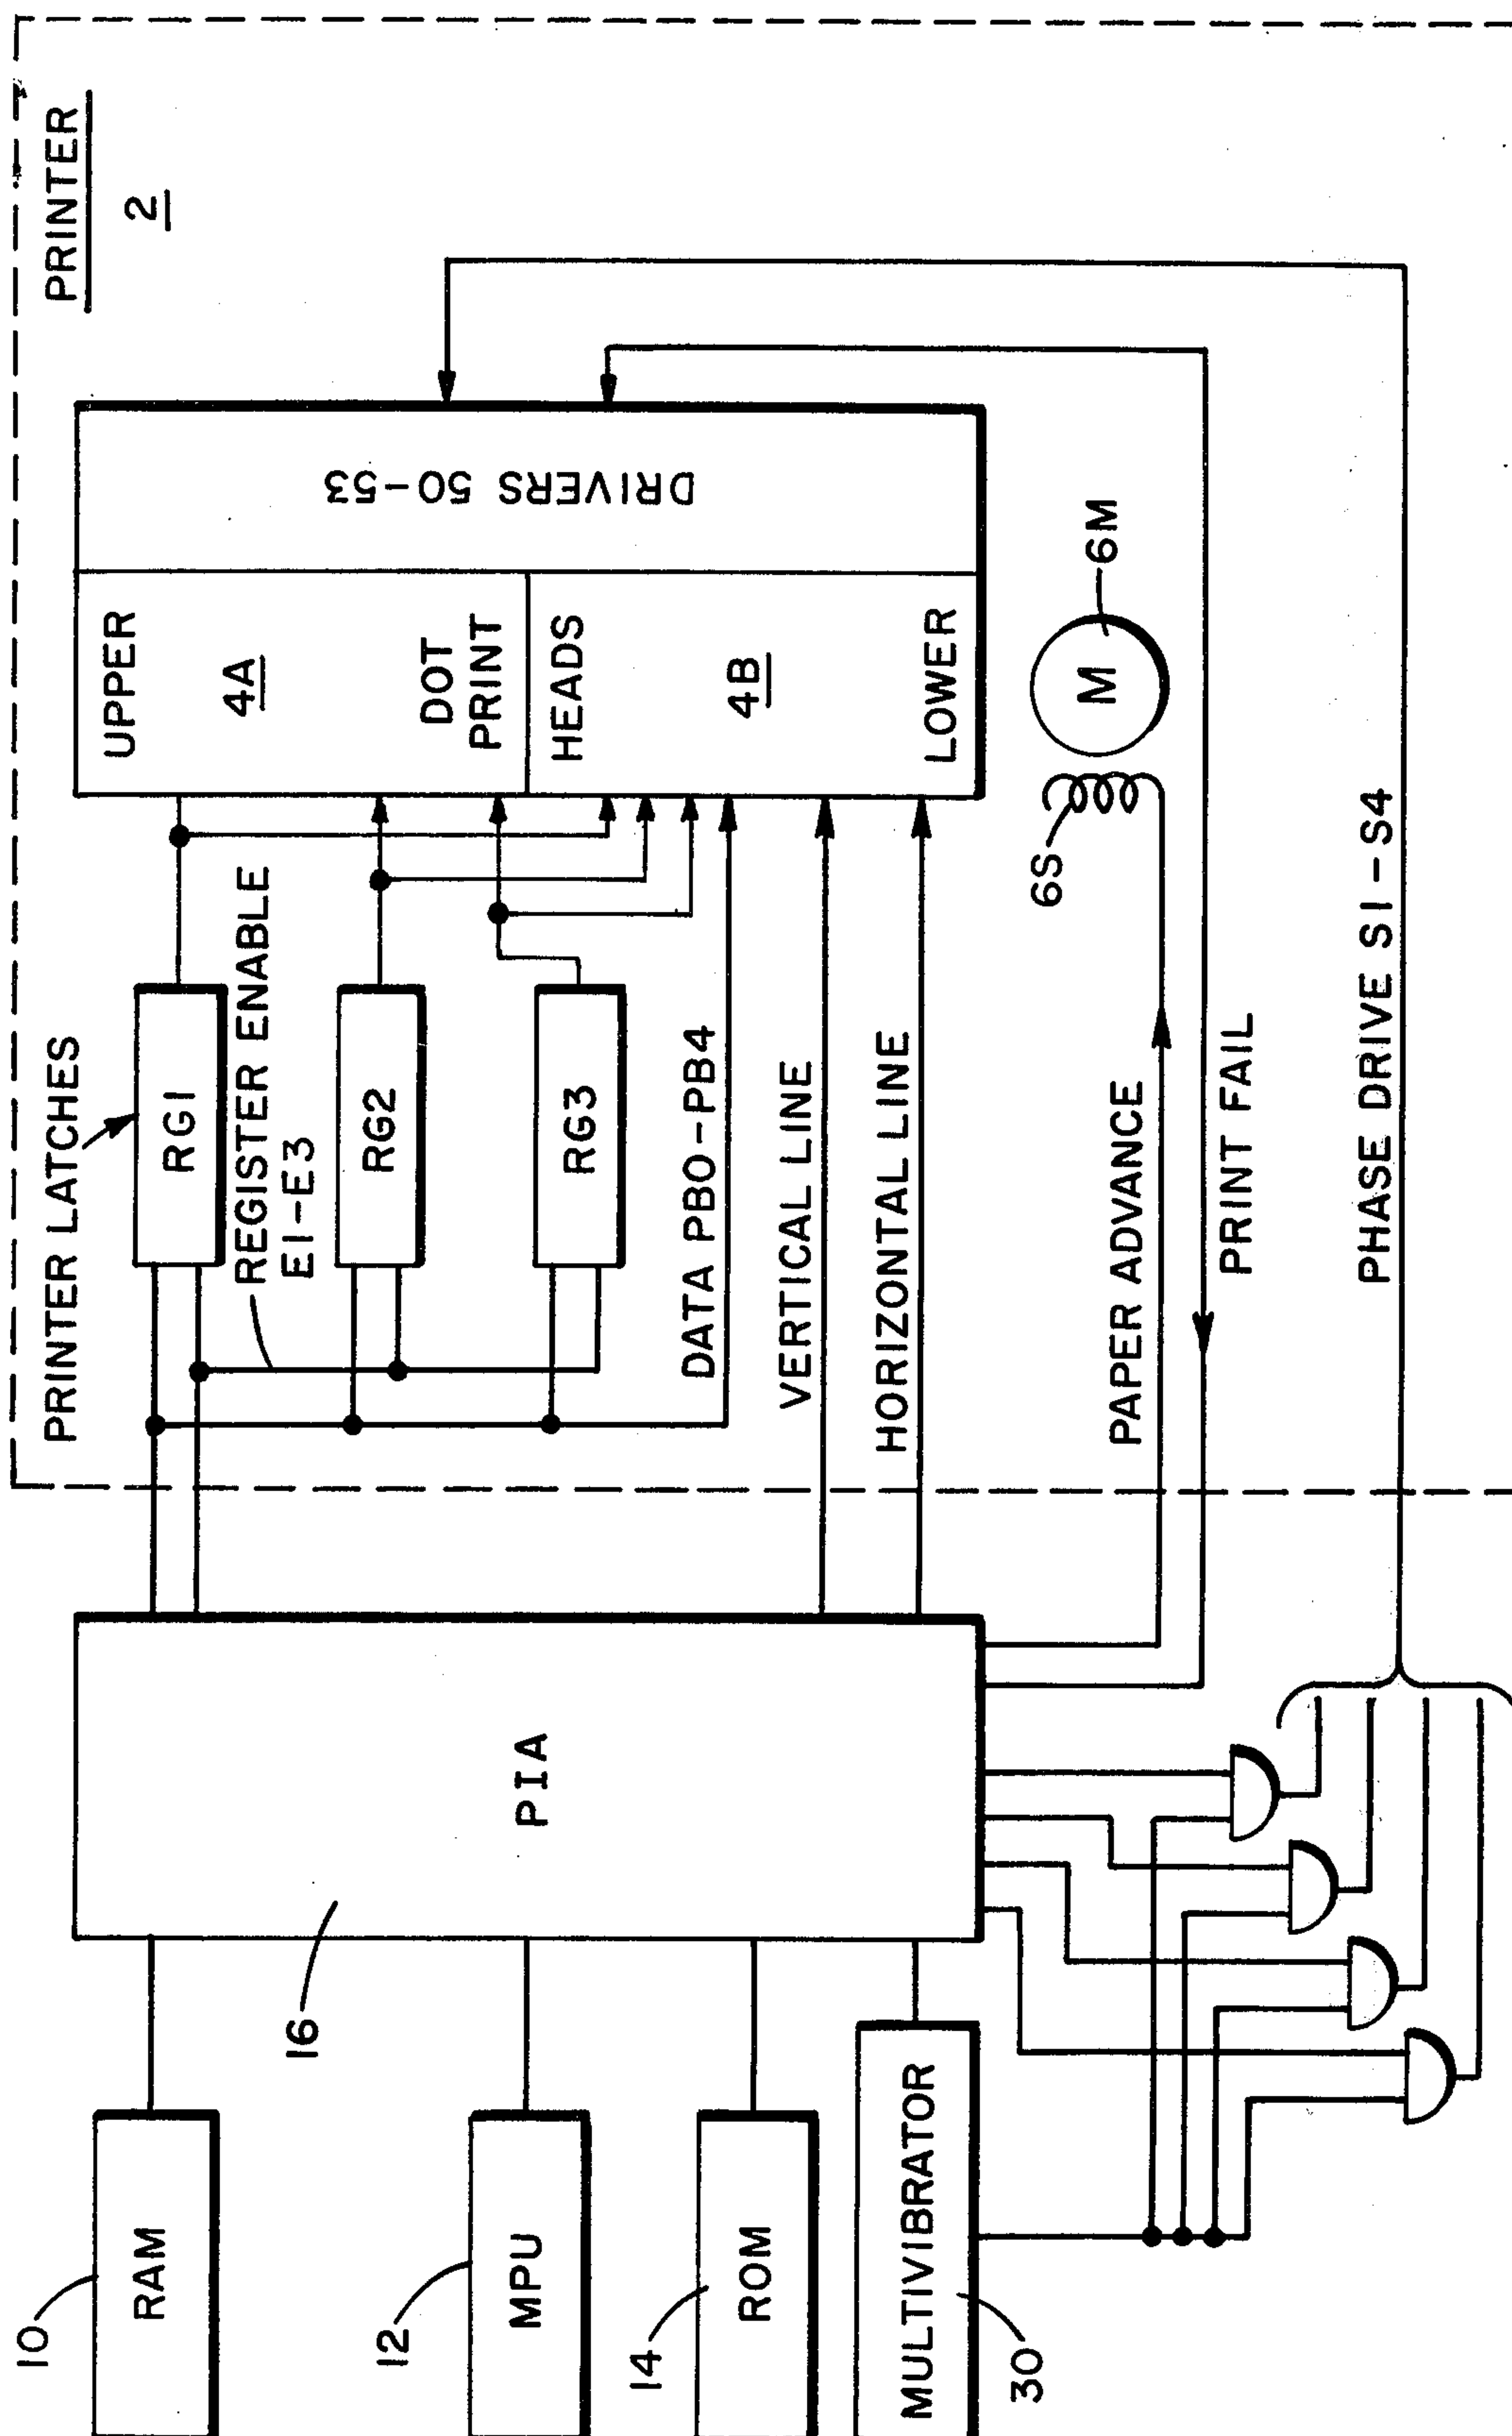 PRINTER
2
PRINTER LATCHES
RG1
REGISTER ENABLE
E1-E3
RG2
RG3
DATA PB0-PB4
VERTICAL LINE
HORIZONTAL LINE
UPPER
4A
DOT
PRINT
HEADS
4B
LOWER
DRIVERS 50-53
6S
M
6M
PAPER ADVANCE
PRINT FAIL
PHASE DRIVE S1-S4
PIA
16
10
RAM
12
MPU
14
ROM
MULTIVIBRATOR
30